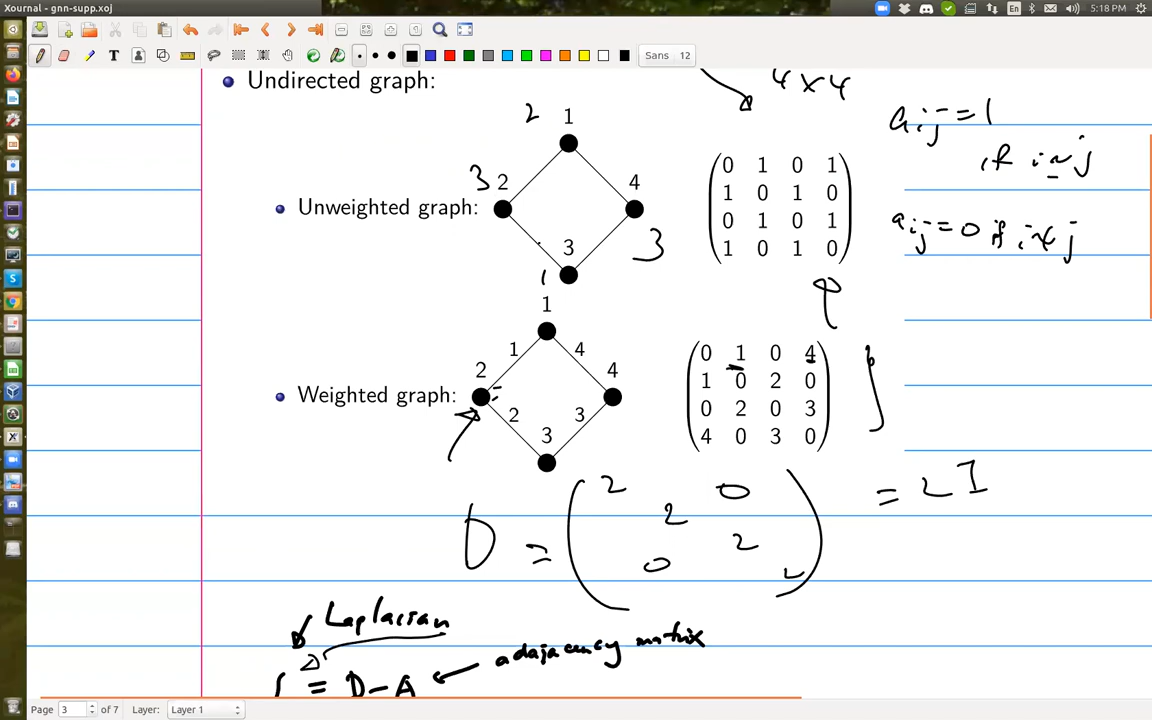 Xournal - gnn-supp.xoj
En
5:18 PM
Sans 12
Undirected graph:
4 × 4
2 1
3 2
4
3
3
1
Unweighted graph:
0 1 0 1
1 0 1 0
0 1 0 1
1 0 1 0
aij = 1
if i ~ j
aij = 0 if i ≁ j
1
1 4
2 4
2 3
3
Weighted graph:
0 1 0 4
1 0 2 0
0 2 0 3
4 0 3 0
D = ( 2 0
2
2
0
2 ) = 2I
Laplacian
adajacency matrix
= D - A
Page 3 of 7 Layer: Layer 1